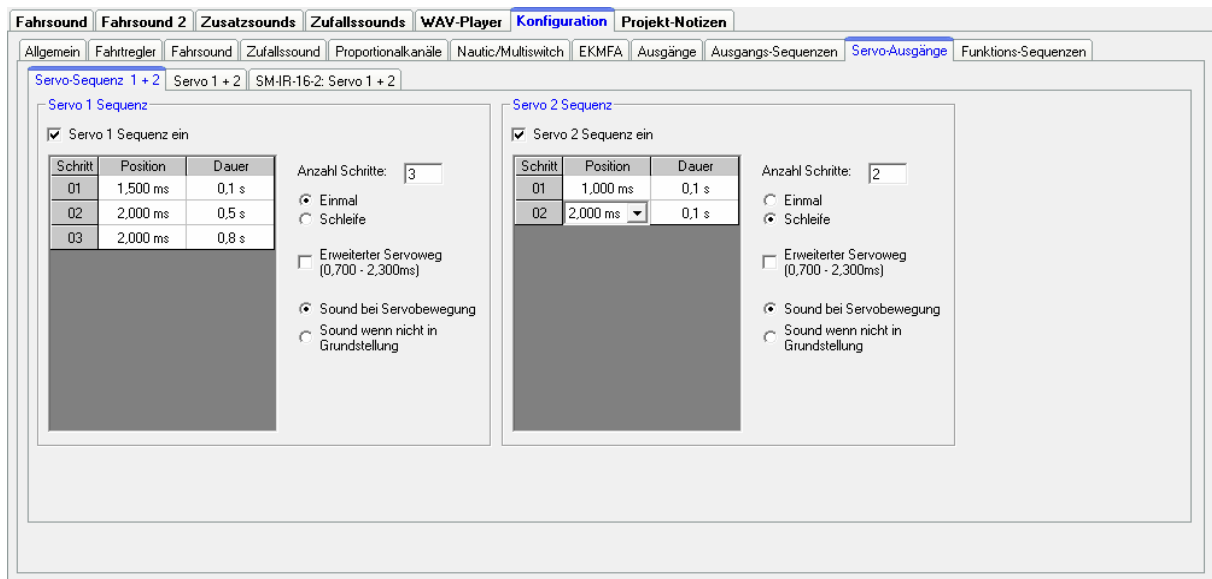 Fahrsound Fahrsound 2 Zusatzsounds Zufallssounds WAV-Player Konfiguration Projekt-Notizen
Allgemein Fahrtregler Fahrsound Zufallssound Proportionalkanäle Nautic/Multiswitch EKMFA Ausgänge Ausgangs-Sequenzen Servo-Ausgänge Funktions-Sequenzen
Servo-Sequenz 1 + 2 Servo 1 + 2 SM-IR-16-2: Servo 1 + 2
Servo 1 Sequenz
Servo 1 Sequenz ein
Schritt Position Dauer
01 1,500 ms 0,1 s
02 2,000 ms 0,5 s
03 2,000 ms 0,8 s
Anzahl Schritte: 3
Einmal
Schleife
Erweiterter Servoweg
(0,700 - 2,300ms)
Sound bei Servobewegung
Sound wenn nicht in
Grundstellung
Servo 2 Sequenz
Servo 2 Sequenz ein
Schritt Position Dauer
01 1,000 ms 0,1 s
02 2,000 ms 0,1 s
Anzahl Schritte: 2
Einmal
Schleife
Erweiterter Servoweg
(0,700 - 2,300ms)
Sound bei Servobewegung
Sound wenn nicht in
Grundstellung